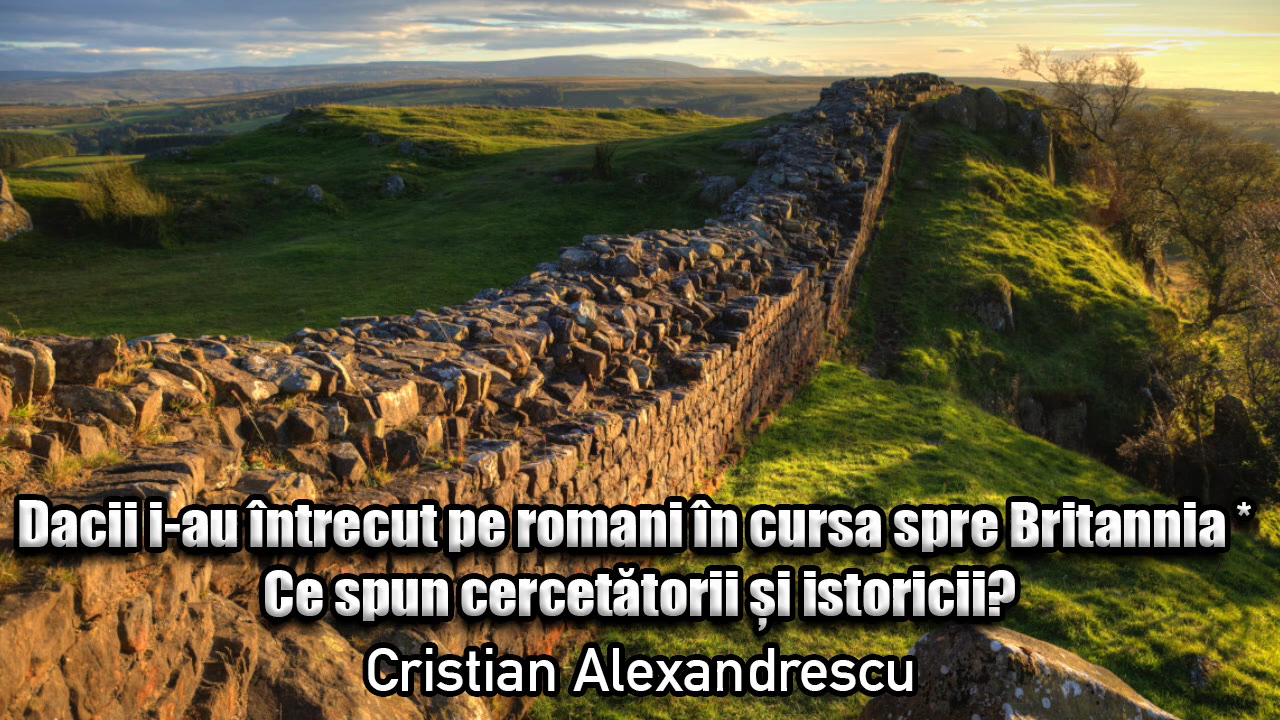 Dacii i-au întrecut pe romani în cursa spre Britannia *
Ce spun cercetătorii și istoricii?
Cristian Alexandrescu